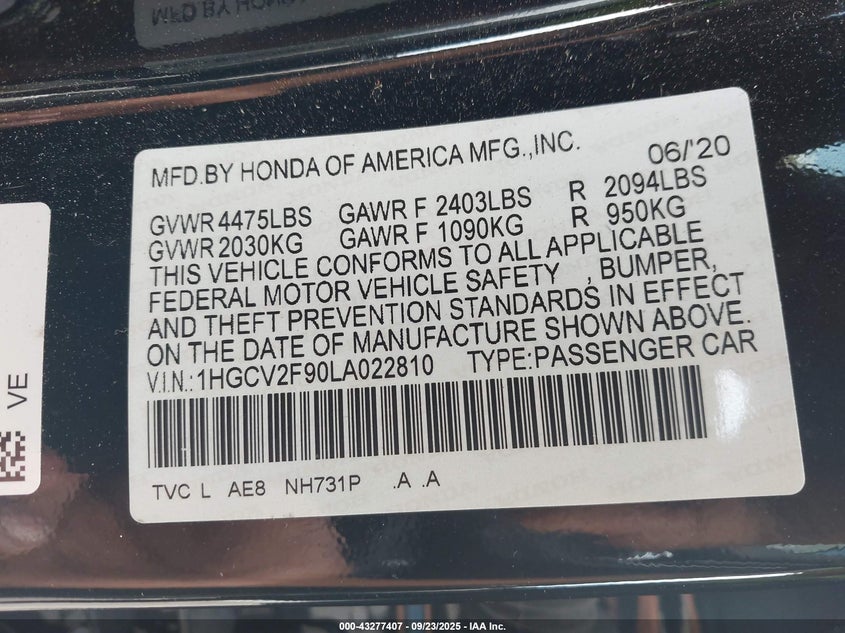 MFD.BY HONDA OF AMERICA MFG.,INC. 06/'20
GVWR 4475LBS GAWR F 2403LBS R 2094LBS
GVWR 2030KG GAWR F 1090KG R 950KG
THIS VEHICLE CONFORMS TO ALL APPLICABLE
FEDERAL MOTOR VEHICLE SAFETY , BUMPER,
AND THEFT PREVENTION STANDARDS IN EFFECT
ON THE DATE OF MANUFACTURE SHOWN ABOVE.
V.I.N.:1HGCV2F90LA022810 TYPE:PASSENGER CAR
TVC L AE8 NH731P .A .A
VE
000-43277407 - 09/23/2025 - IAA Inc.